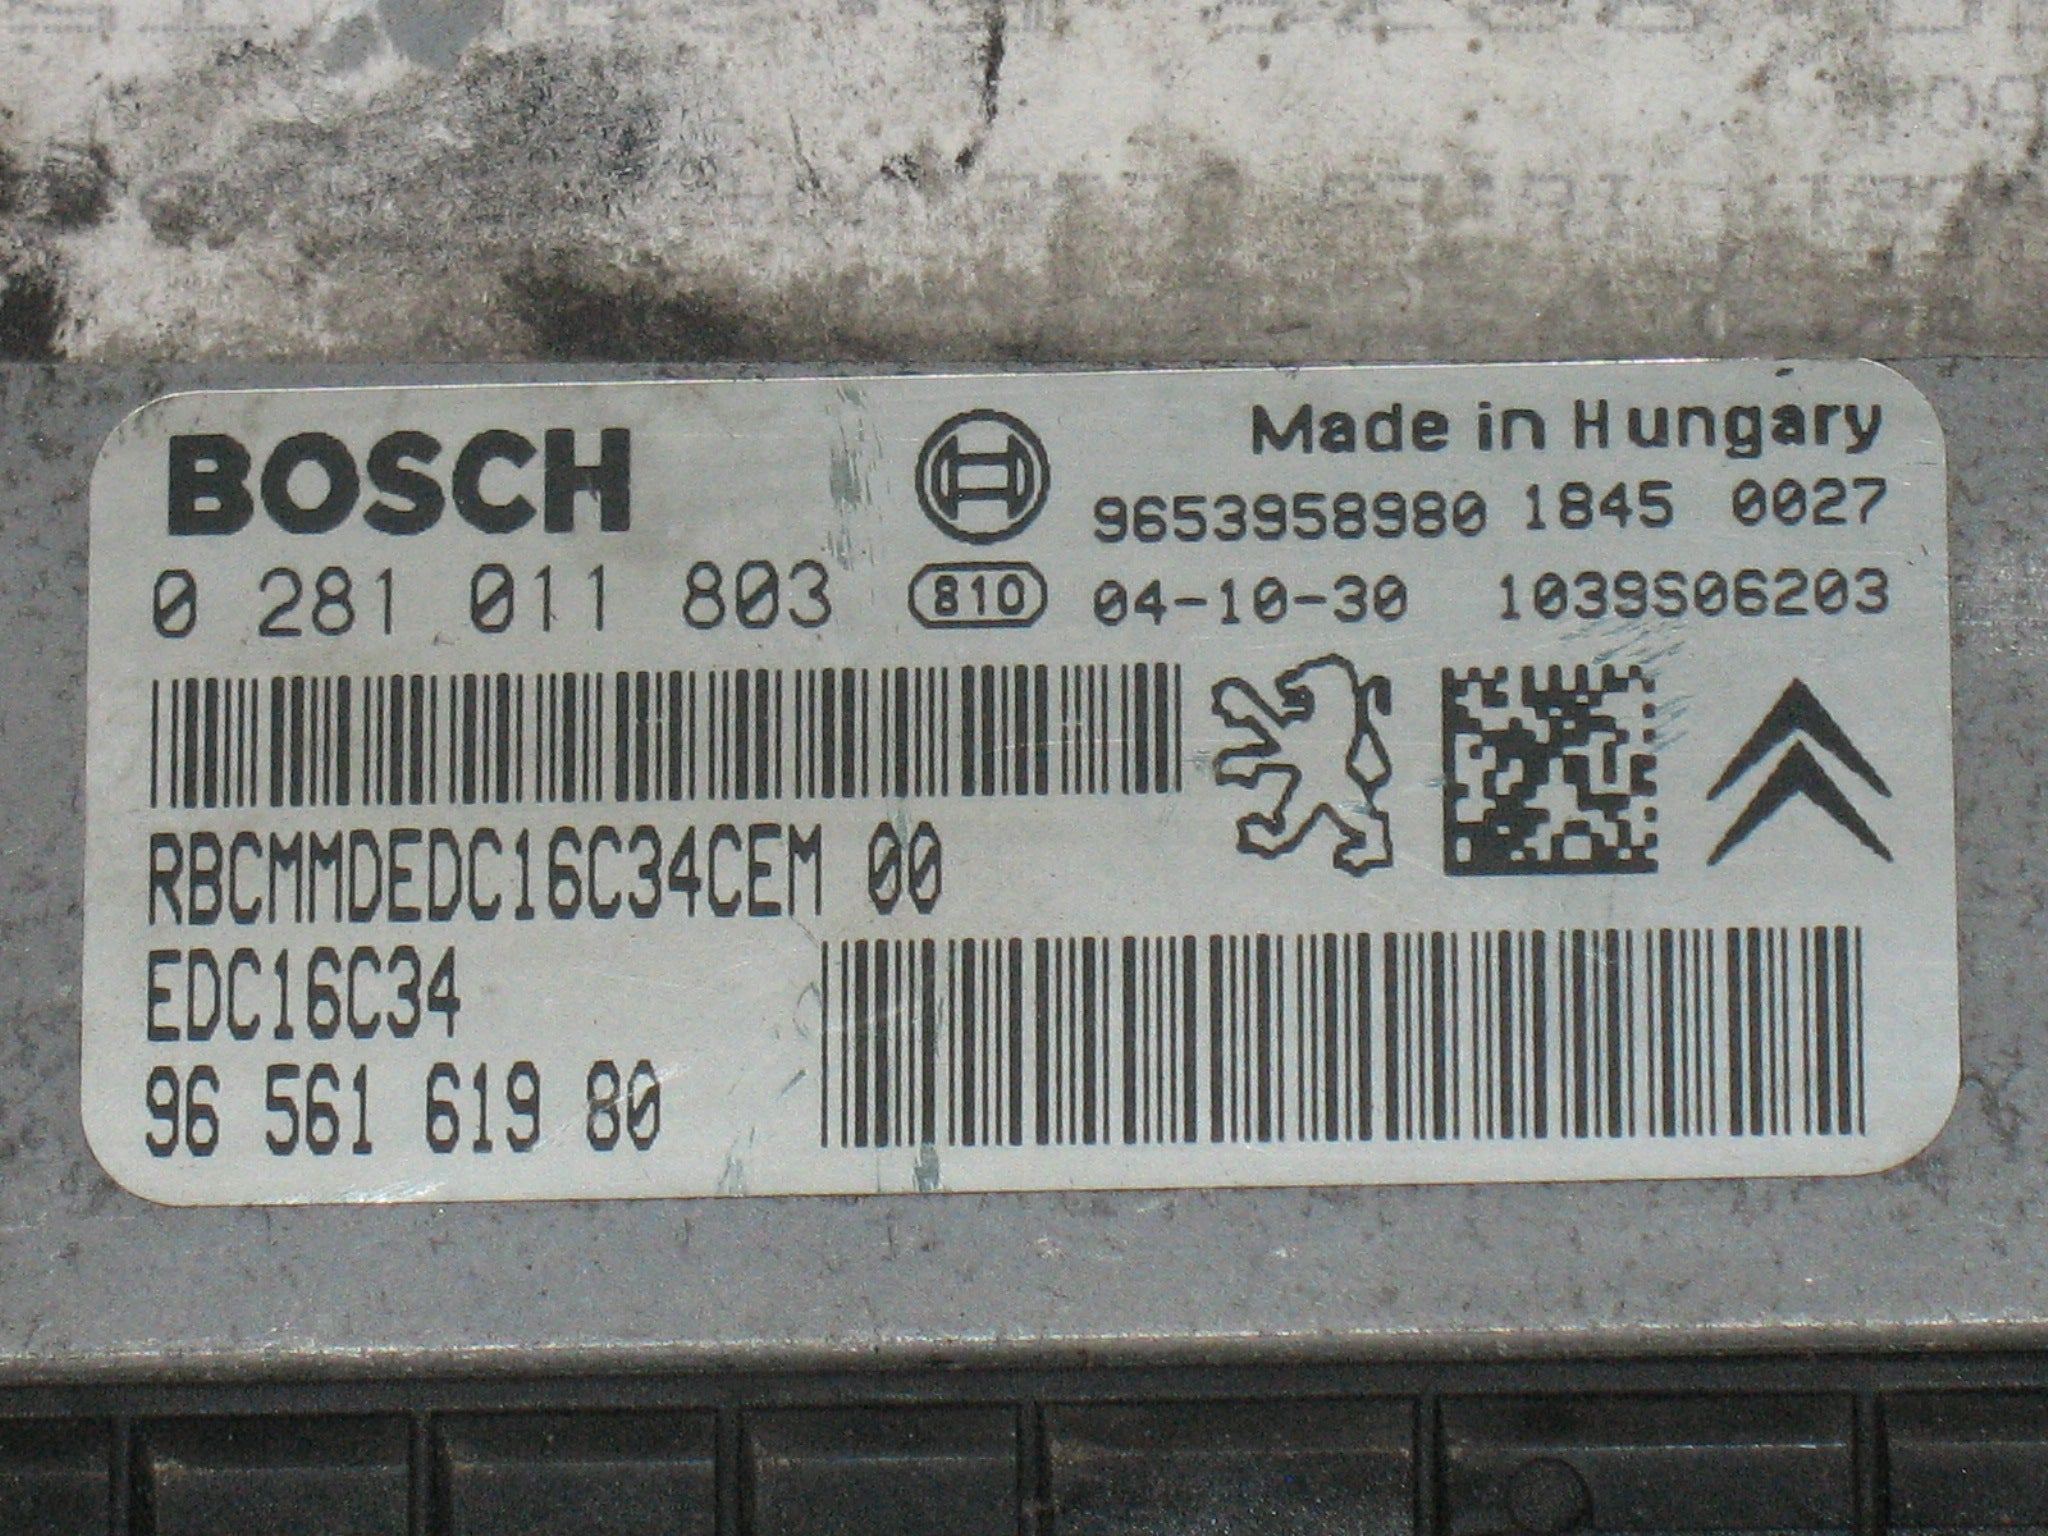 BOSCH
Made in Hungary
9653958980 1845 0027
0 281 011 803
810 04-10-30 1039S06203
RBCMMDEDC16C34CEM 00
EDC16C34
96 561 619 80